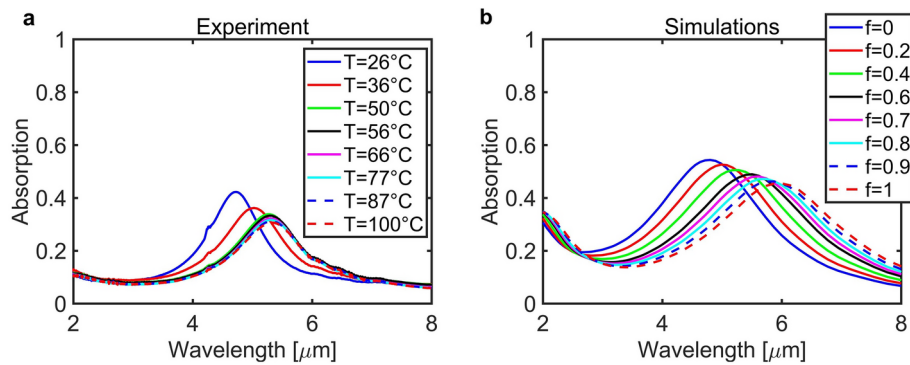 a
Experiment
1
0.8
0.6
0.4
0.2
0
Absorption
2
4
6
8
Wavelength [μm]
T=26°C
T=36°C
T=50°C
T=56°C
T=66°C
T=77°C
T=87°C
T=100°C
b
Simulations
1
0.8
0.6
0.4
0.2
0
Absorption
2
4
6
8
Wavelength [μm]
f=0
f=0.2
f=0.4
f=0.6
f=0.7
f=0.8
f=0.9
f=1